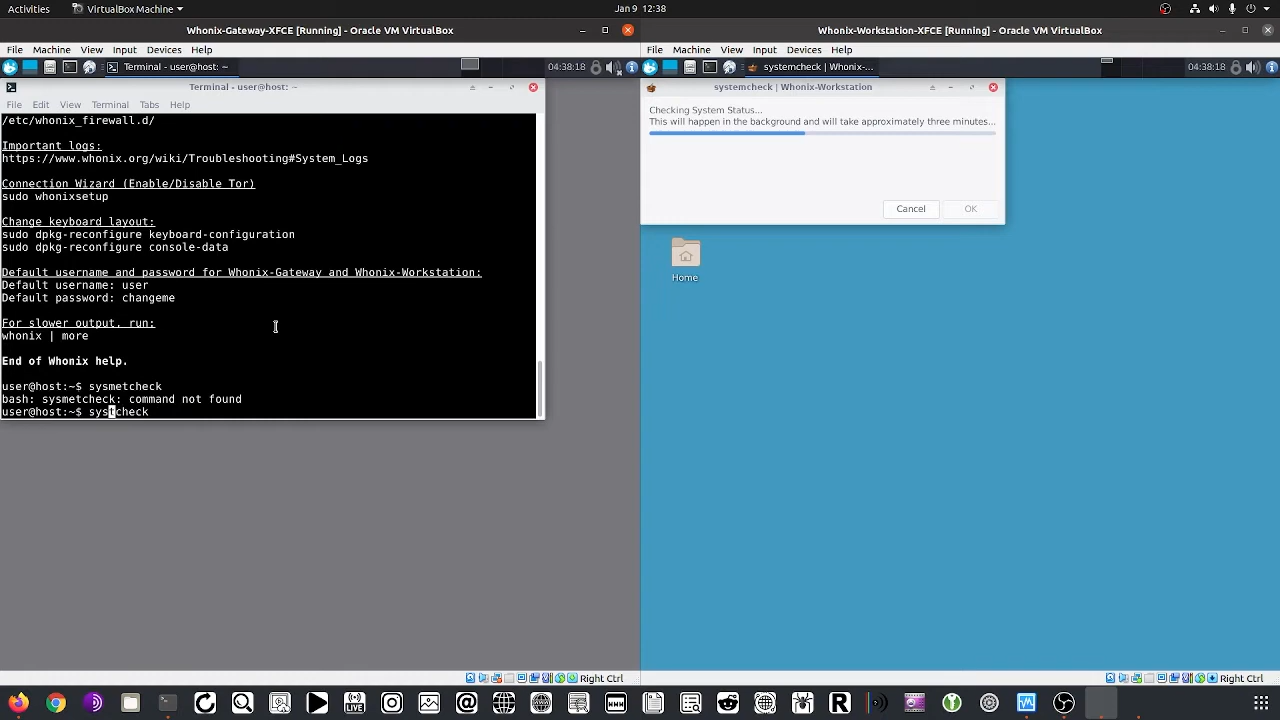 Activities
VirtualBox Machine
Jan 9 12:38
Whonix-Gateway-XFCE [Running] - Oracle VM VirtualBox
File Machine View Input Devices Help
Terminal - user@host: ~
04:38:18
Terminal - user@host: ~
File Edit View Terminal Tabs Help
/etc/whonix_firewall.d/
Important logs:
https://www.whonix.org/wiki/Troubleshooting#System_Logs
Connection Wizard (Enable/Disable Tor)
sudo whonixsetup
Change keyboard layout:
sudo dpkg-reconfigure keyboard-configuration
sudo dpkg-reconfigure console-data
Default username and password for Whonix-Gateway and Whonix-Workstation:
Default username: user
Default password: changeme
For slower output, run:
whonix | more
End of Whonix help.
user@host:~$ sysmetcheck
bash: sysmetcheck: command not found
user@host:~$ systcheck
Right Ctrl
Whonix-Workstation-XFCE [Running] - Oracle VM VirtualBox
File Machine View Input Devices Help
systemcheck | Whonix-...
04:38:18
systemcheck | Whonix-Workstation
Checking System Status...
This will happen in the background and will take approximately three minutes...
Cancel
OK
Home
Right Ctrl
LIVE
WWW
R